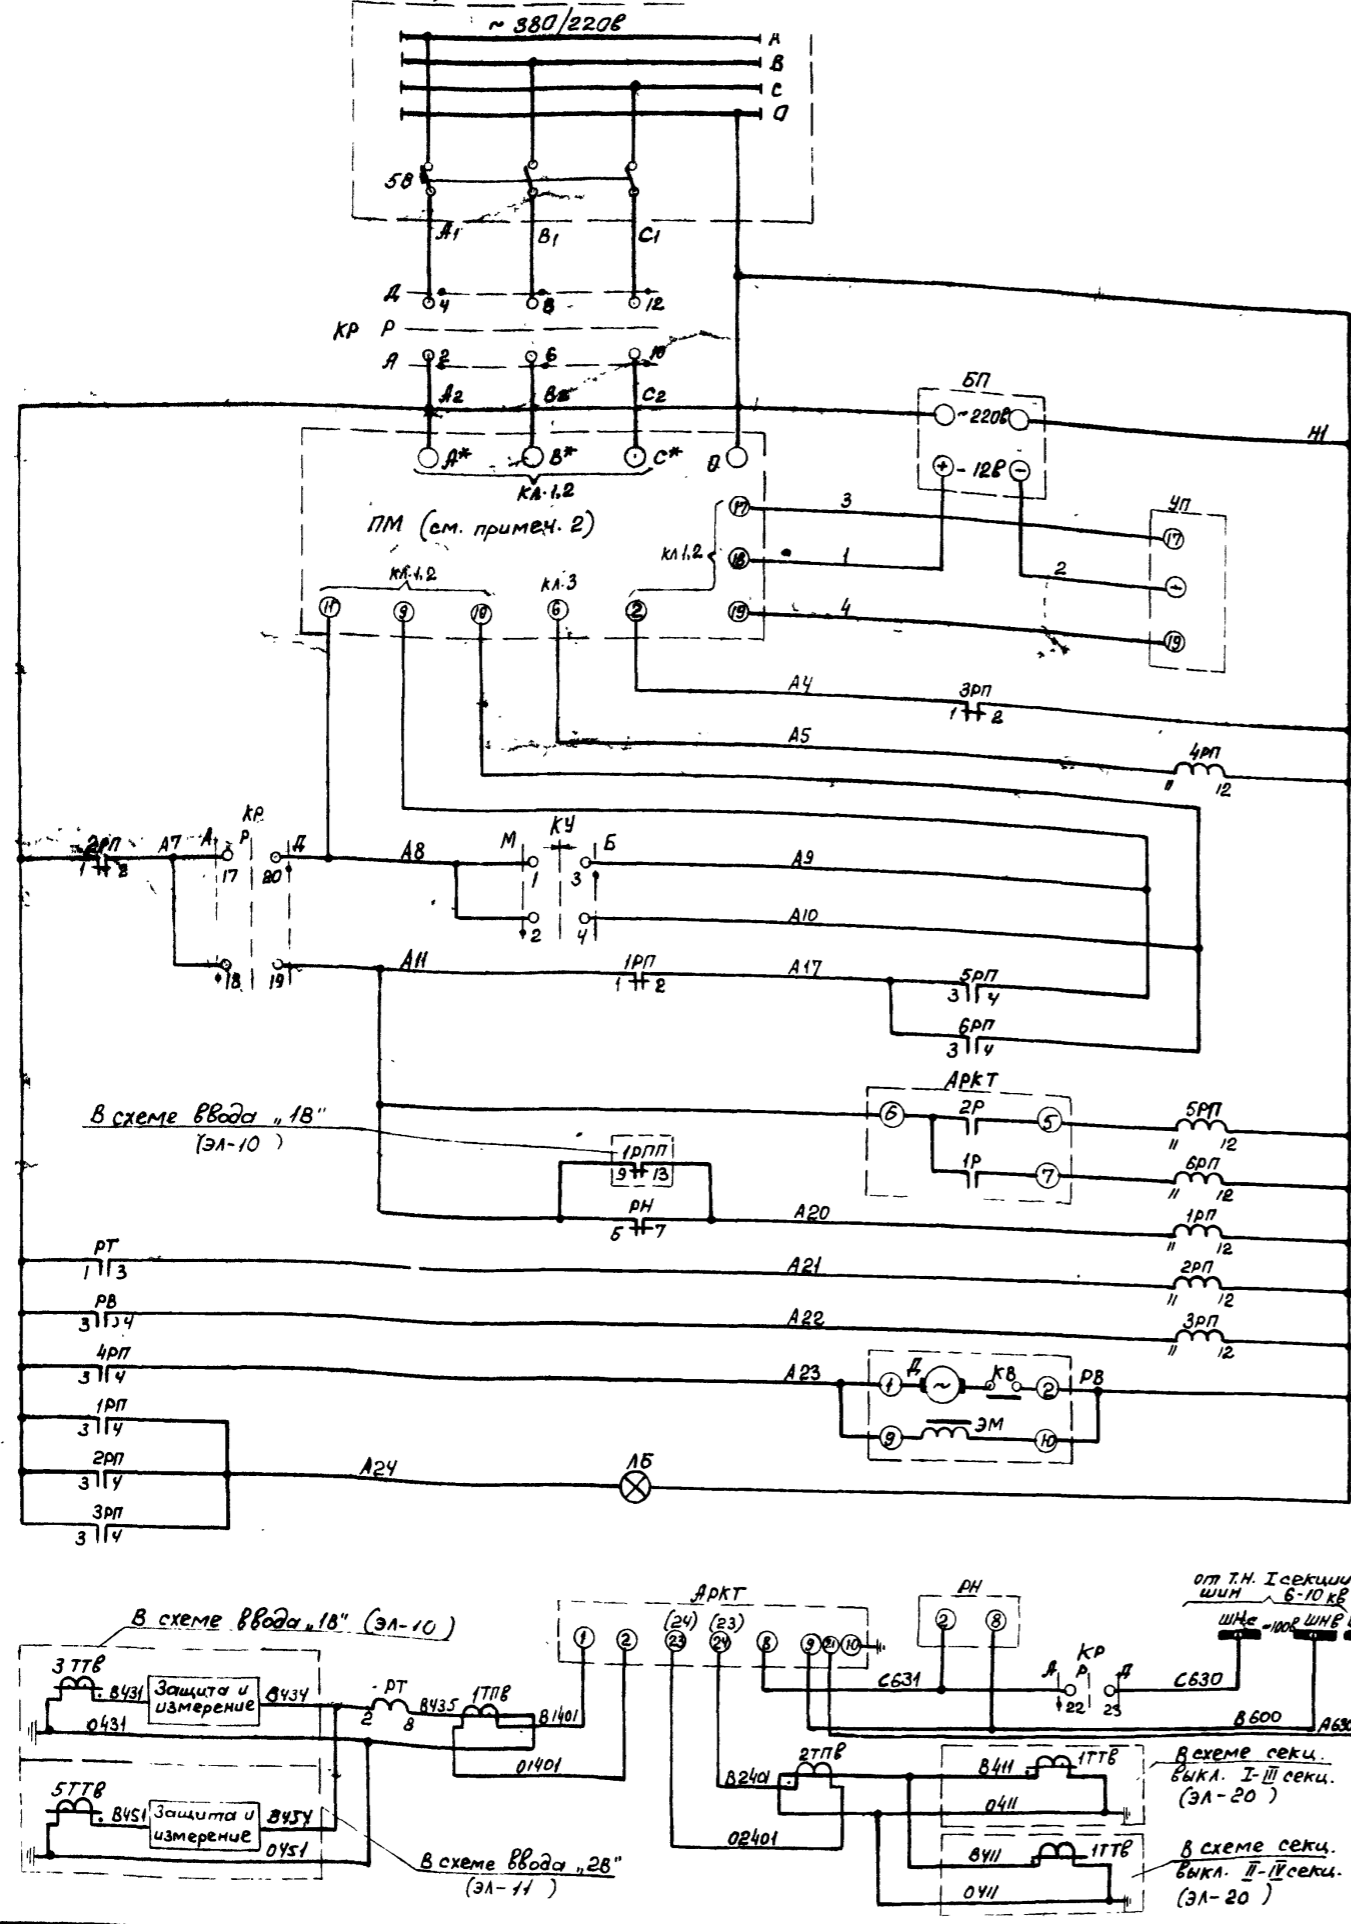 ~ 380/220в
А
В
С
О
5В
А1 В1 С1
Д 4 8 12
КР Р
А 2 6 10
А2 В2 С2
БП
~220в
Н1
А* В* С* О
кл.1,2
+ - 12в -
ПМ (см. примеч. 2)
УП
17 3 17
кл 1,2
18 1
2 -
кл.1,2 кл.3
11 9 10 6 2 19 4 19
А4 3РП
1 2
А5 4РП
11 12
2РП А7 А КР Р Д А8 М КУ Б А9
1 2 17 20 1 3
А10
2 4
18 19 А11 1РП А17 5РП
1 2 3 4
6РП
3 4
АРКТ
В схеме ввода „1В"
(ЭЛ-10)
6 2Р 5 5РП
11 12
1РПП
9 13
1Р 7 6РП
11 12
РН А20 1РП
5 7 11 12
РТ А21 2РП
1 3 11 12
РВ А22 3РП
3 4 11 12
4РП А23 1 Д ~ КВ 2 РВ
3 4
1РП 9 ЭМ 10
3 4
2РП А24 ЛБ
3 4
3РП
3 4
от Т.Н. I секции
шин 6-10 кв
АРКТ РН
В схеме ввода „1В" (ЭЛ-10)
(24) (23)
1 2 23 24 8 9 21 10 2 8
ШНс ~100в ШНв
3ТТв В431 Защита и измерение В434 РТ В435 1ТПв В1401
2 8
С631 А КР Р Д С630
22 23
0431
В600 А630
01401
2ТПв В411 1ТТв
В схеме секц.
выкл. I-III секц.
(ЭЛ-20)
В2401
0411
5ТТв В451 Защита и измерение В454
0451
02401
В411 1ТТв
В схеме секц.
выкл. II-IV секц.
(ЭЛ-20)
0411
В схеме ввода „2В"
(ЭЛ-11)